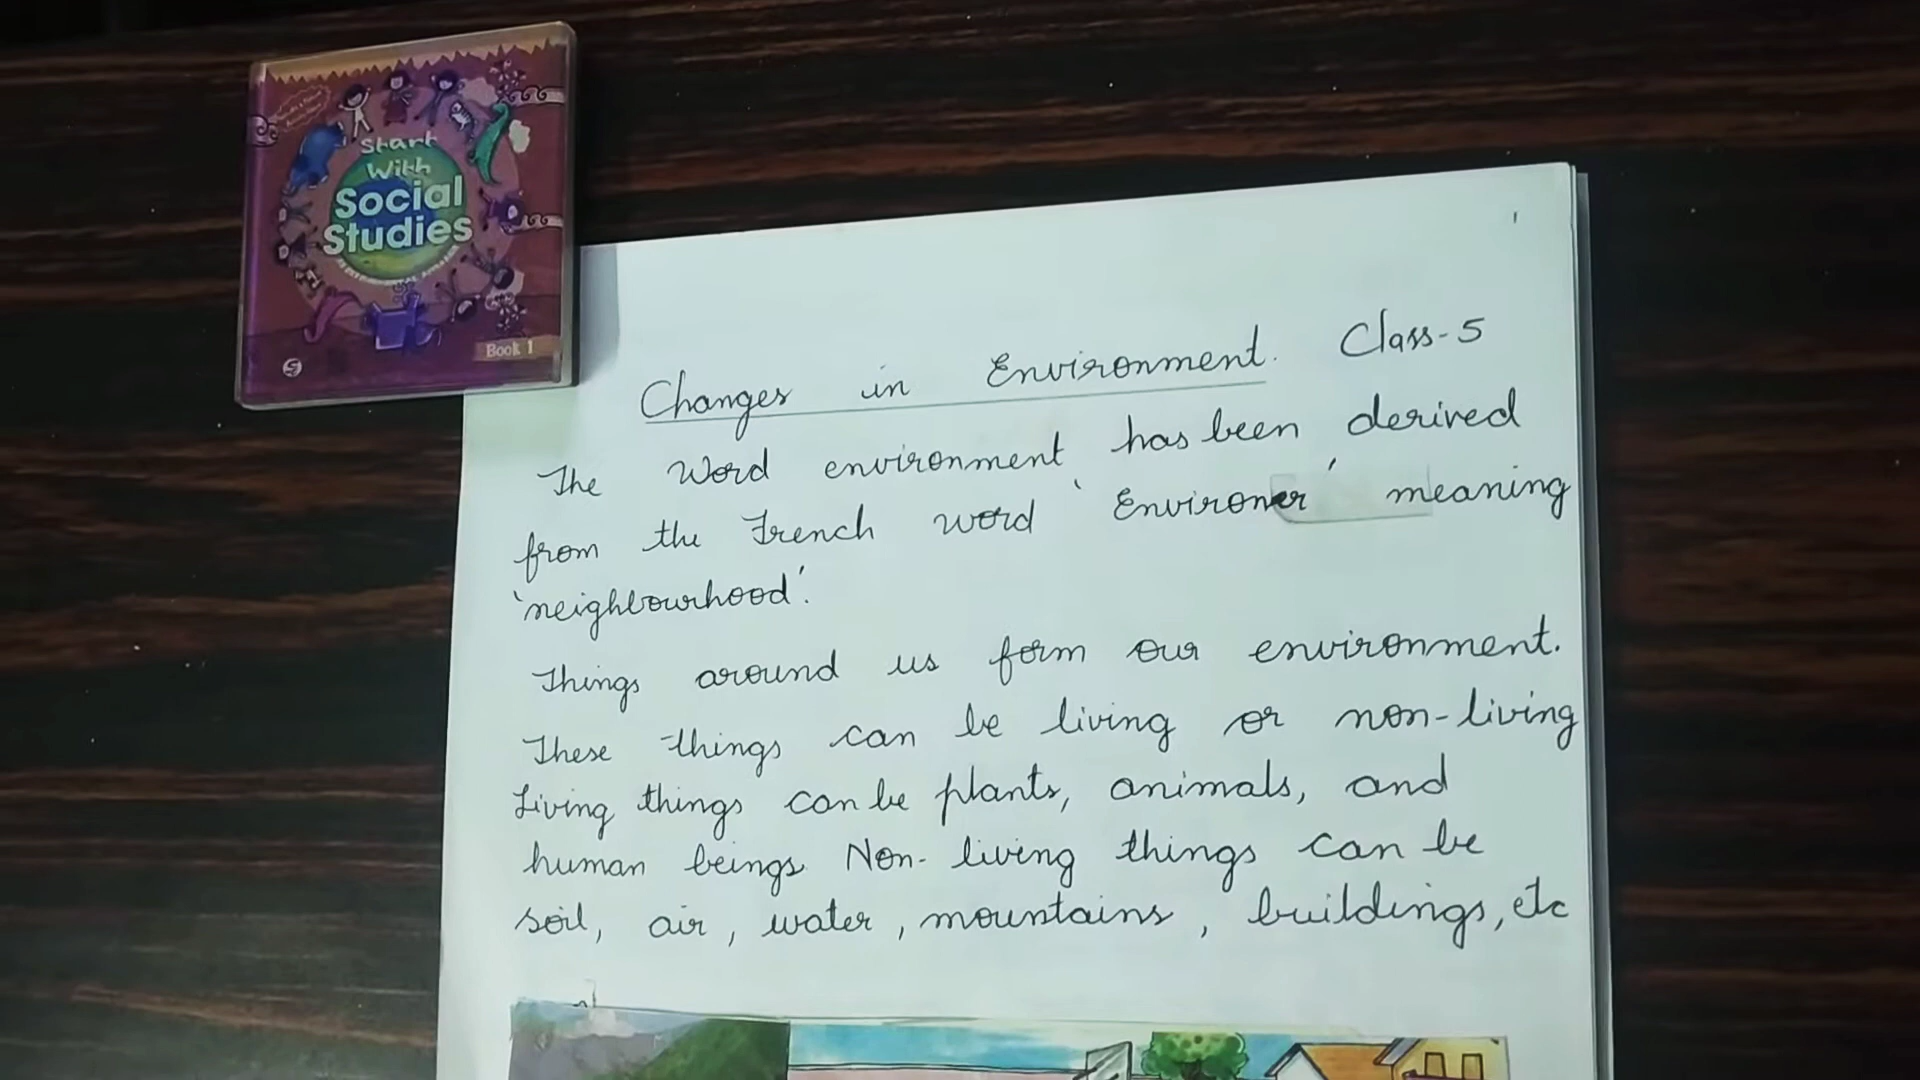 Start
With
Social
Studies
Book 1
1
Changes in Environment. Class-5
The Word environment has been derived
from the French word 'Environer' meaning
'neighbourhood'.
Things around us form our environment.
These things can be living or non-living
Living things can be plants, animals, and
human beings. Non-living things can be
soil, air, water, mountains, buildings, etc